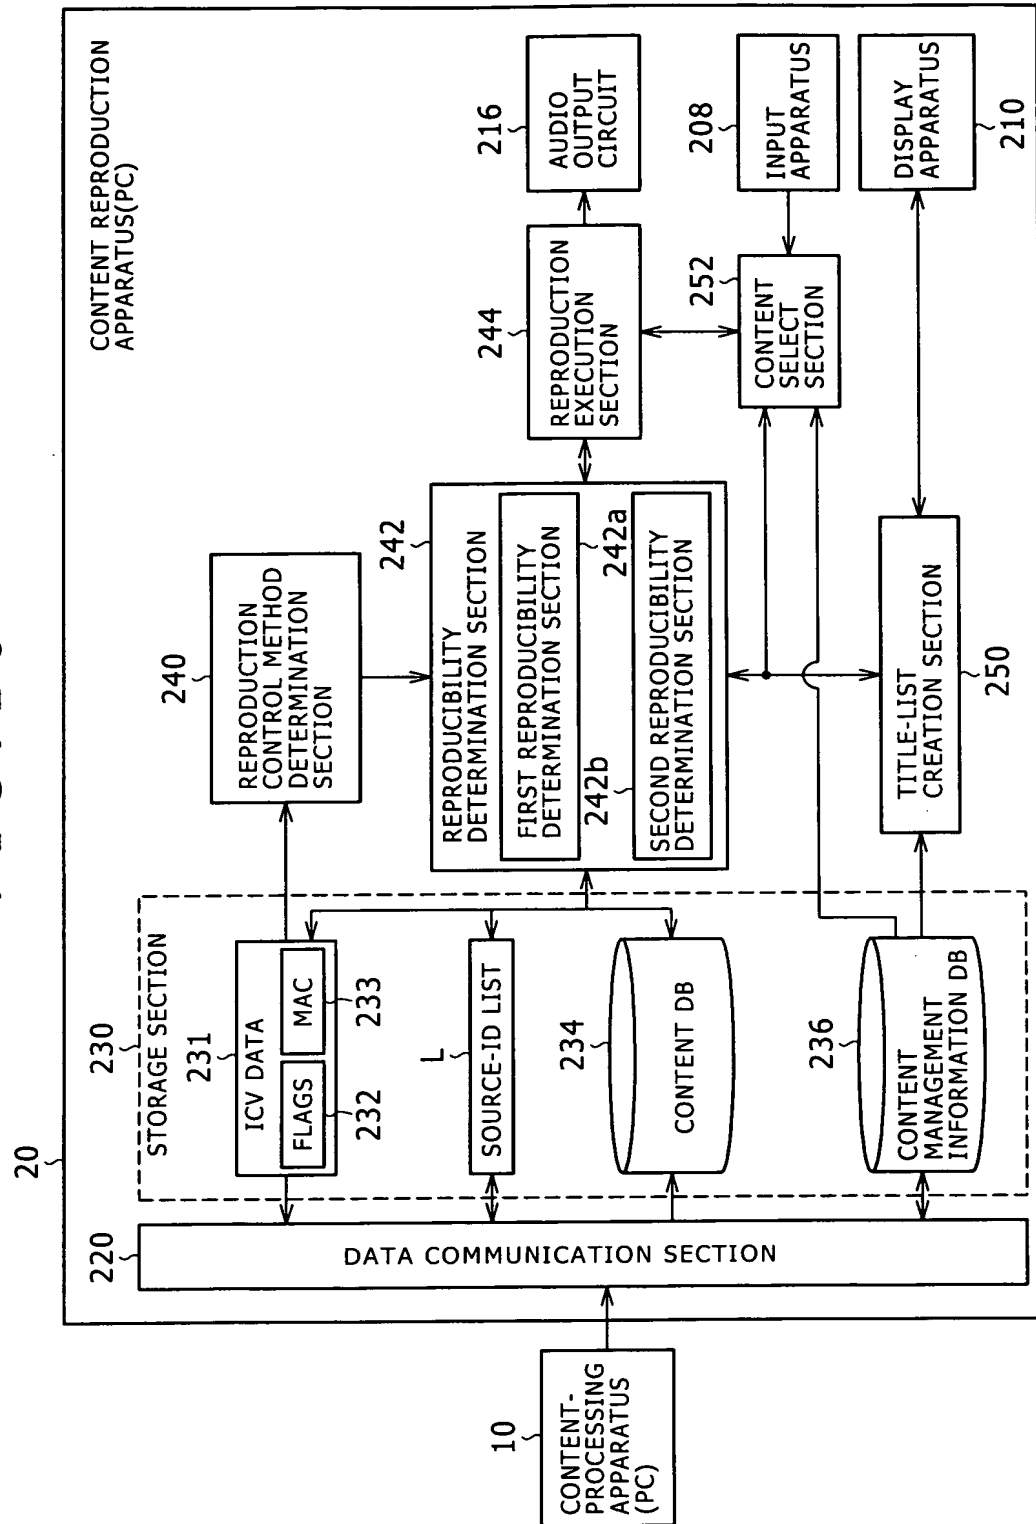 20
CONTENT REPRODUCTION
APPARATUS(PC)
10
CONTENT-
PROCESSING
APPARATUS
(PC)
220
DATA COMMUNICATION SECTION
230
STORAGE SECTION
231
ICV DATA
FLAGS
MAC
232
233
L
SOURCE-ID LIST
234
CONTENT DB
236
CONTENT
MANAGEMENT
INFORMATION DB
240
REPRODUCTION
CONTROL METHOD
DETERMINATION
SECTION
242
REPRODUCIBILITY
DETERMINATION SECTION
FIRST REPRODUCIBILITY
DETERMINATION SECTION
242a
242b
SECOND REPRODUCIBILITY
DETERMINATION SECTION
244
REPRODUCTION
EXECUTION
SECTION
216
AUDIO
OUTPUT
CIRCUIT
252
CONTENT
SELECT
SECTION
208
INPUT
APPARATUS
TITLE-LIST
CREATION SECTION
250
DISPLAY
APPARATUS
210